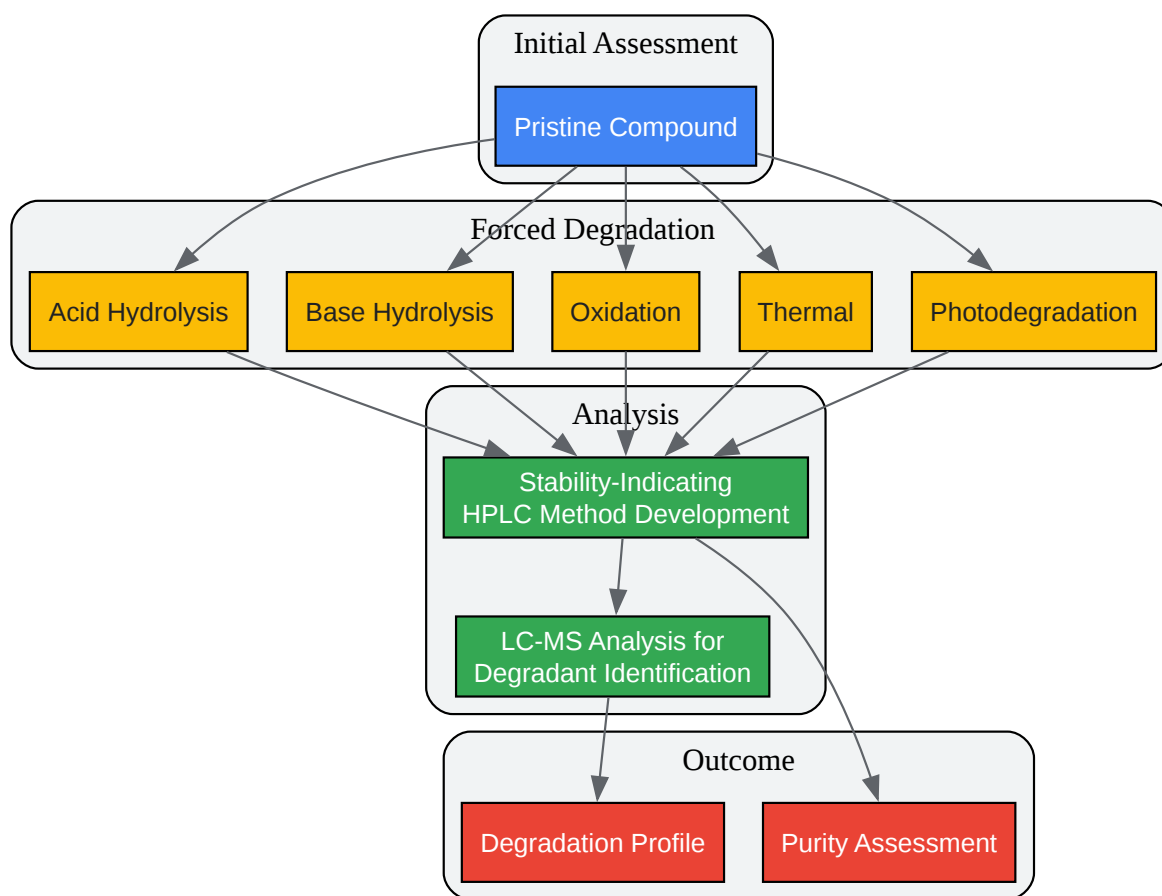 Initial Assessment
Pristine Compound
Forced Degradation
Acid Hydrolysis
Base Hydrolysis
Oxidation
Thermal
Photodegradation
Analysis
Stability-Indicating
HPLC Method Development
LC-MS Analysis for
Degradant Identification
Outcome
Degradation Profile
Purity Assessment